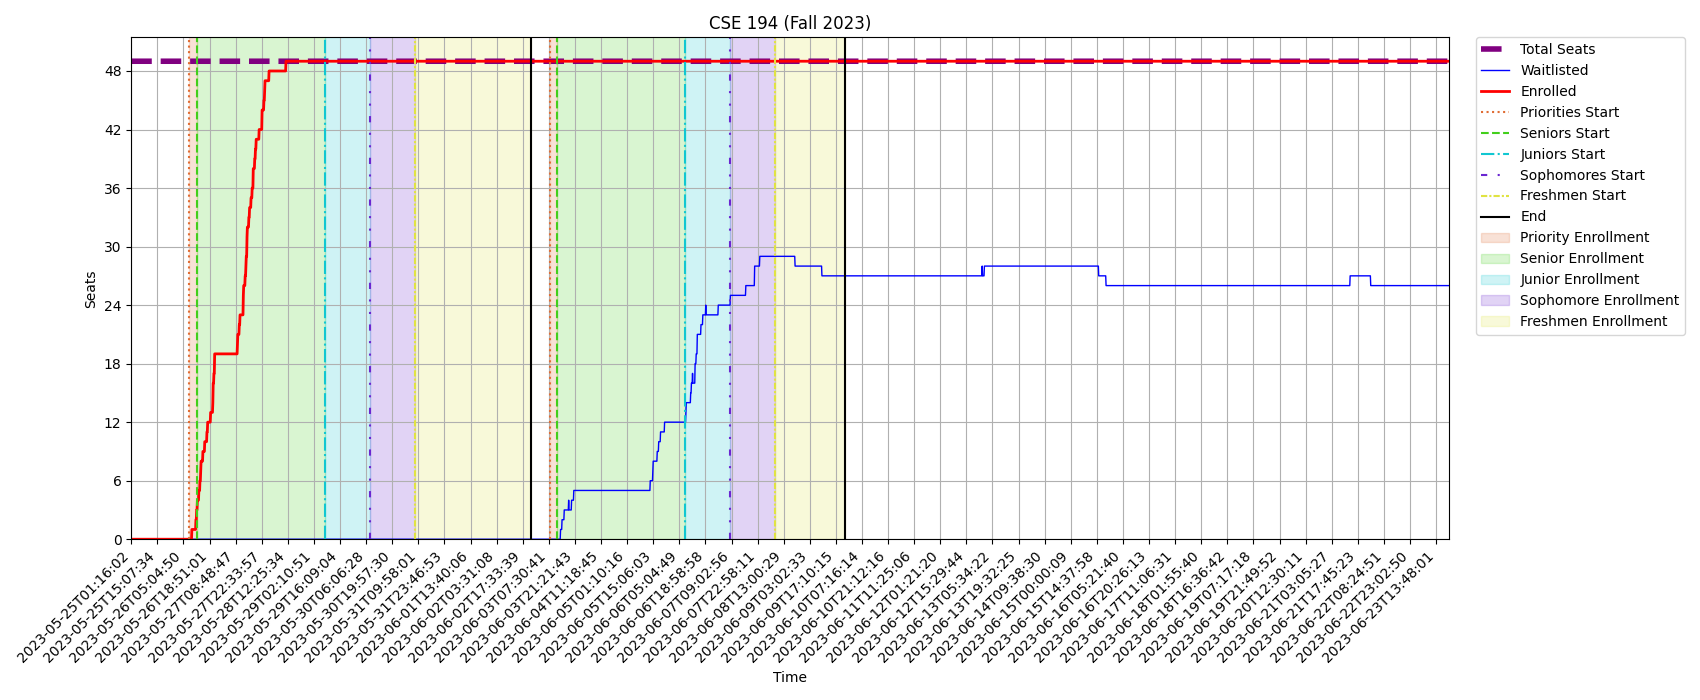 CSE 194 (Fall 2023)
Seats
48
42
36
30
24
18
12
6
0
2023-05-25T01:16:02
2023-05-25T15:07:34
2023-05-26T05:04:50
2023-05-26T18:51:01
2023-05-27T08:48:47
2023-05-27T22:33:57
2023-05-28T12:25:34
2023-05-29T02:10:51
2023-05-29T16:09:04
2023-05-30T06:06:28
2023-05-30T19:57:30
2023-05-31T09:58:01
2023-05-31T23:46:53
2023-06-01T13:40:06
2023-06-02T03:31:08
2023-06-02T17:33:39
2023-06-03T07:30:41
2023-06-03T21:21:43
2023-06-04T11:18:45
2023-06-05T01:10:16
2023-06-05T15:06:03
2023-06-06T05:04:49
2023-06-06T18:58:58
2023-06-07T09:02:56
2023-06-07T22:58:11
2023-06-08T13:00:29
2023-06-09T03:02:33
2023-06-09T17:10:15
2023-06-10T07:16:14
2023-06-10T21:12:16
2023-06-11T11:25:06
2023-06-12T01:21:20
2023-06-12T15:29:44
2023-06-13T05:34:22
2023-06-13T19:32:25
2023-06-14T09:38:30
2023-06-15T00:00:09
2023-06-15T14:37:58
2023-06-16T05:21:40
2023-06-16T20:26:13
2023-06-17T11:06:31
2023-06-18T01:55:40
2023-06-18T16:36:42
2023-06-19T07:17:18
2023-06-19T21:49:52
2023-06-20T12:30:11
2023-06-21T03:05:27
2023-06-21T17:45:23
2023-06-22T08:24:51
2023-06-22T23:02:50
2023-06-23T13:48:01
Time
Total Seats
Waitlisted
Enrolled
Priorities Start
Seniors Start
Juniors Start
Sophomores Start
Freshmen Start
End
Priority Enrollment
Senior Enrollment
Junior Enrollment
Sophomore Enrollment
Freshmen Enrollment